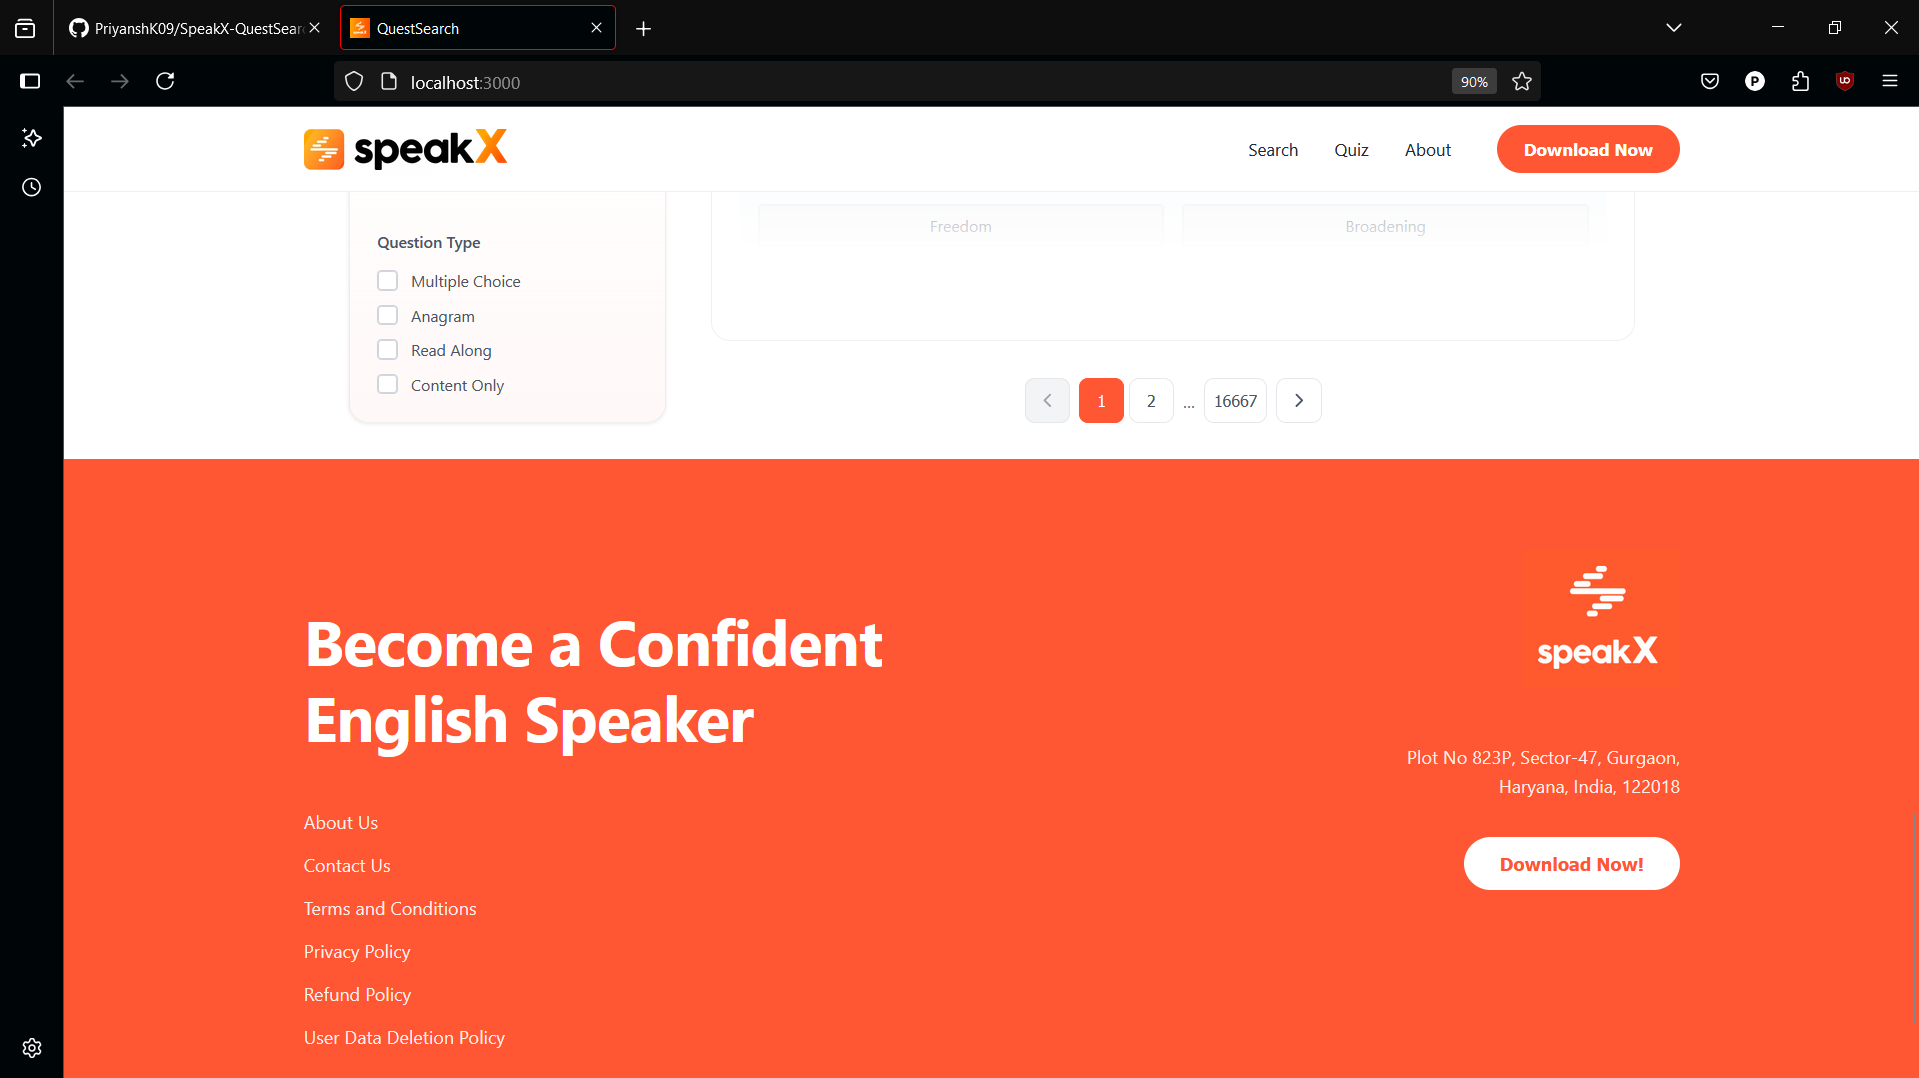 PriyanshK09/SpeakX-QuestSear
QuestSearch
localhost:3000
90%
P
speakX
Search
Quiz
About
Download Now
Freedom
Broadening
Question Type
Multiple Choice
Anagram
Read Along
Content Only
1
2
...
16667
Become a Confident
English Speaker
speakX
Plot No 823P, Sector-47, Gurgaon,
Haryana, India, 122018
Download Now!
About Us
Contact Us
Terms and Conditions
Privacy Policy
Refund Policy
User Data Deletion Policy